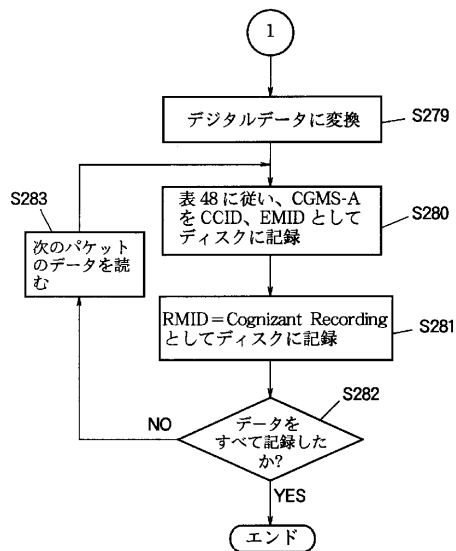 1
デジタルデータに変換
S279
S283
表 48 に従い、CGMS-A
を CCID、EMID として
ディスクに記録
S280
次のパケット
のデータを読
む
RMID＝Cognizant Recording
としてディスクに記録
S281
S282
NO
データを
すべて記録した
か?
YES
エンド